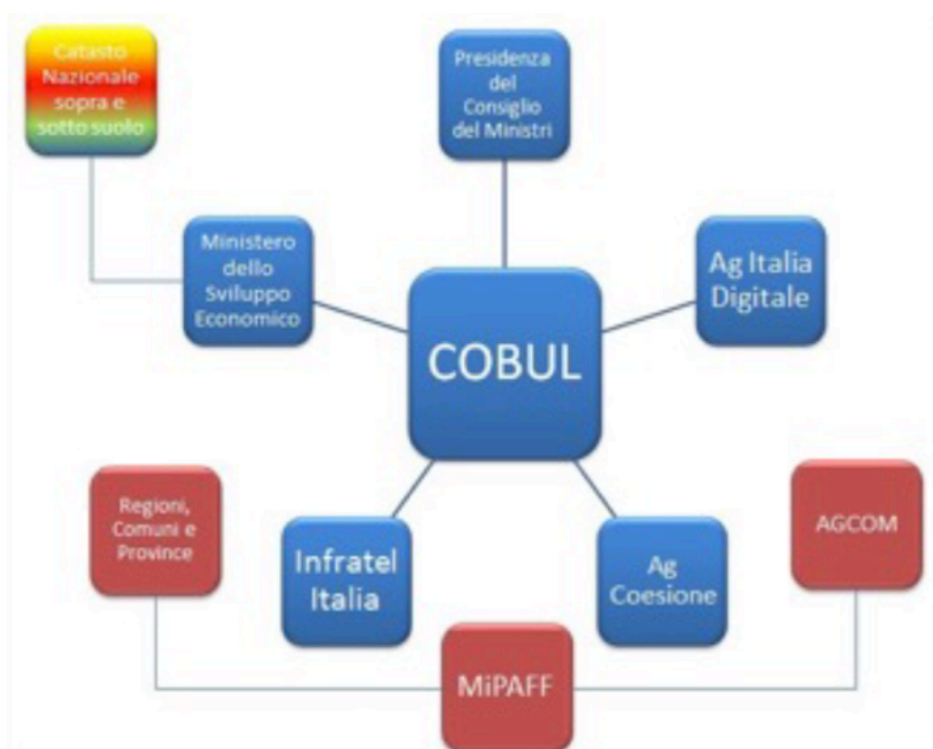 Catasto
Nazionale
sopra e
sotto suolo
Presidenza
del
Consiglio
del Ministri
Ministero
dello
Sviluppo
Economico
Ag Italia
Digitale
COBUL
Regioni,
Comuni e
Province
Infratel
Italia
Ag
Coesione
AGCOM
MiPAFF